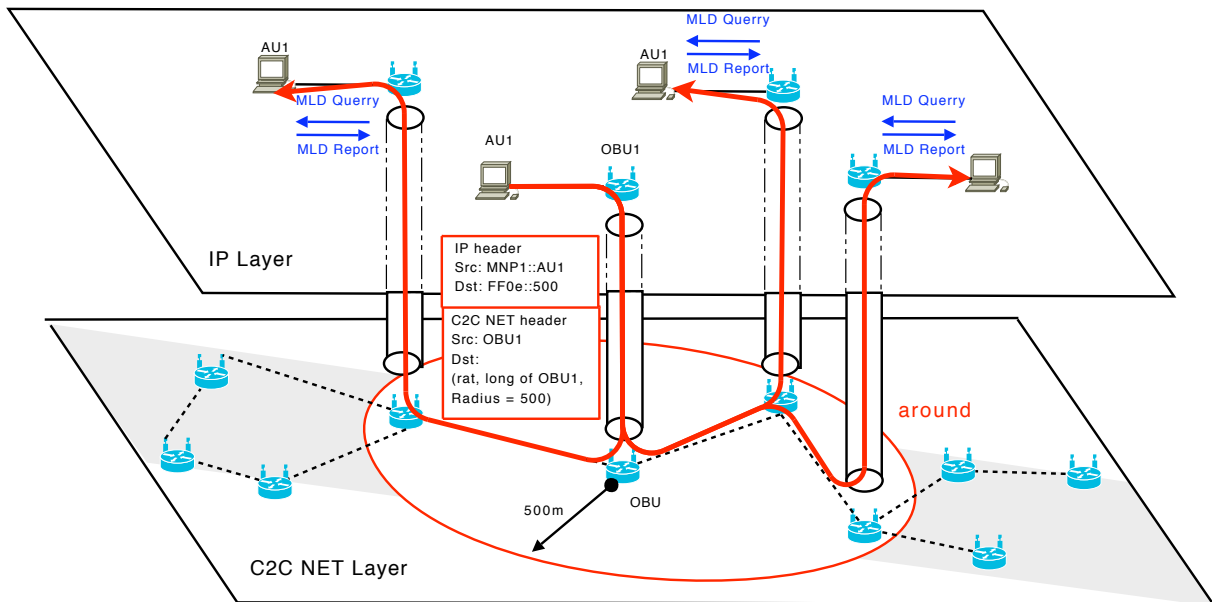 MLD Querry
AU1
AU1
MLD Report
MLD Querry
MLD Report
MLD Querry
MLD Report
AU1
OBU1
IP header
Src: MNP1::AU1
Dst: FF0e::500
IP Layer
C2C NET header
Src: OBU1
Dst:
(rat, long of OBU1,
Radius = 500)
around
500m
OBU
C2C NET Layer